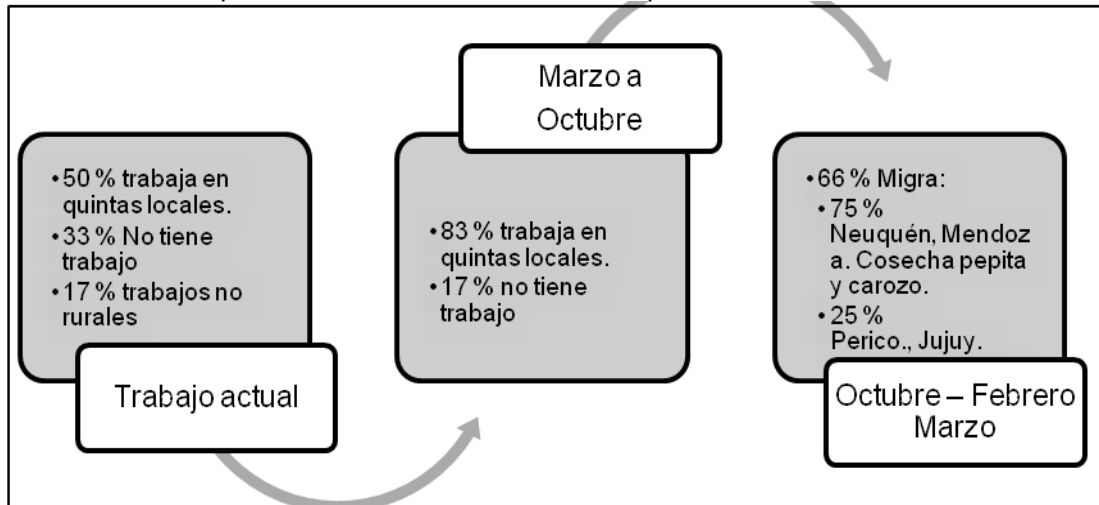 • 50 % trabaja en
quintas locales.
• 33 % No tiene
trabajo
• 17 % trabajos no
rurales
Trabajo actual
Marzo a
Octubre
• 83 % trabaja en
quintas locales.
• 17 % no tiene
trabajo
• 66 % Migra:
• 75 %
Neuquén, Mendoz
a. Cosecha pepita
y carozo.
• 25 %
Perico., Jujuy.
Octubre – Febrero
Marzo